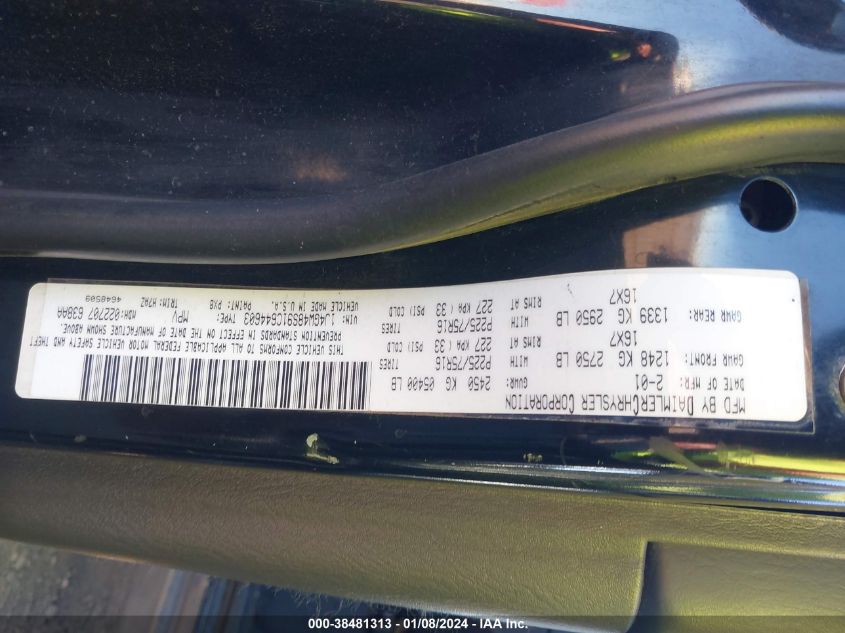 MFD BY DAIMLERCHRYSLER CORPORATION
DATE OF MFR: 2-01 GVWR: 2450 KG 05400 LB
GAWR FRONT: 1248 KG 2750 LB WITH P225/75R16 TIRES
16X7 RIMS AT 227 KPA ( 33 PSI) COLD
GAWR REAR: 1339 KG 2950 LB WITH P225/75R16 TIRES
16X7 RIMS AT 227 KPA ( 33 PSI) COLD
THIS VEHICLE CONFORMS TO ALL APPLICABLE FEDERAL MOTOR VEHICLE SAFETY AND THEFT
PREVENTION STANDARDS IN EFFECT ON THE DATE OF MANUFACTURE SHOWN ABOVE.
VIN: 1J4GW48S91C644603 TYPE: MPV MDH:022707 638AA
PAINT: PX8 TRIM:H7AZ
VEHICLE MADE IN U.S.A. 4648509
000-38481313 - 01/08/2024 - IAA Inc.